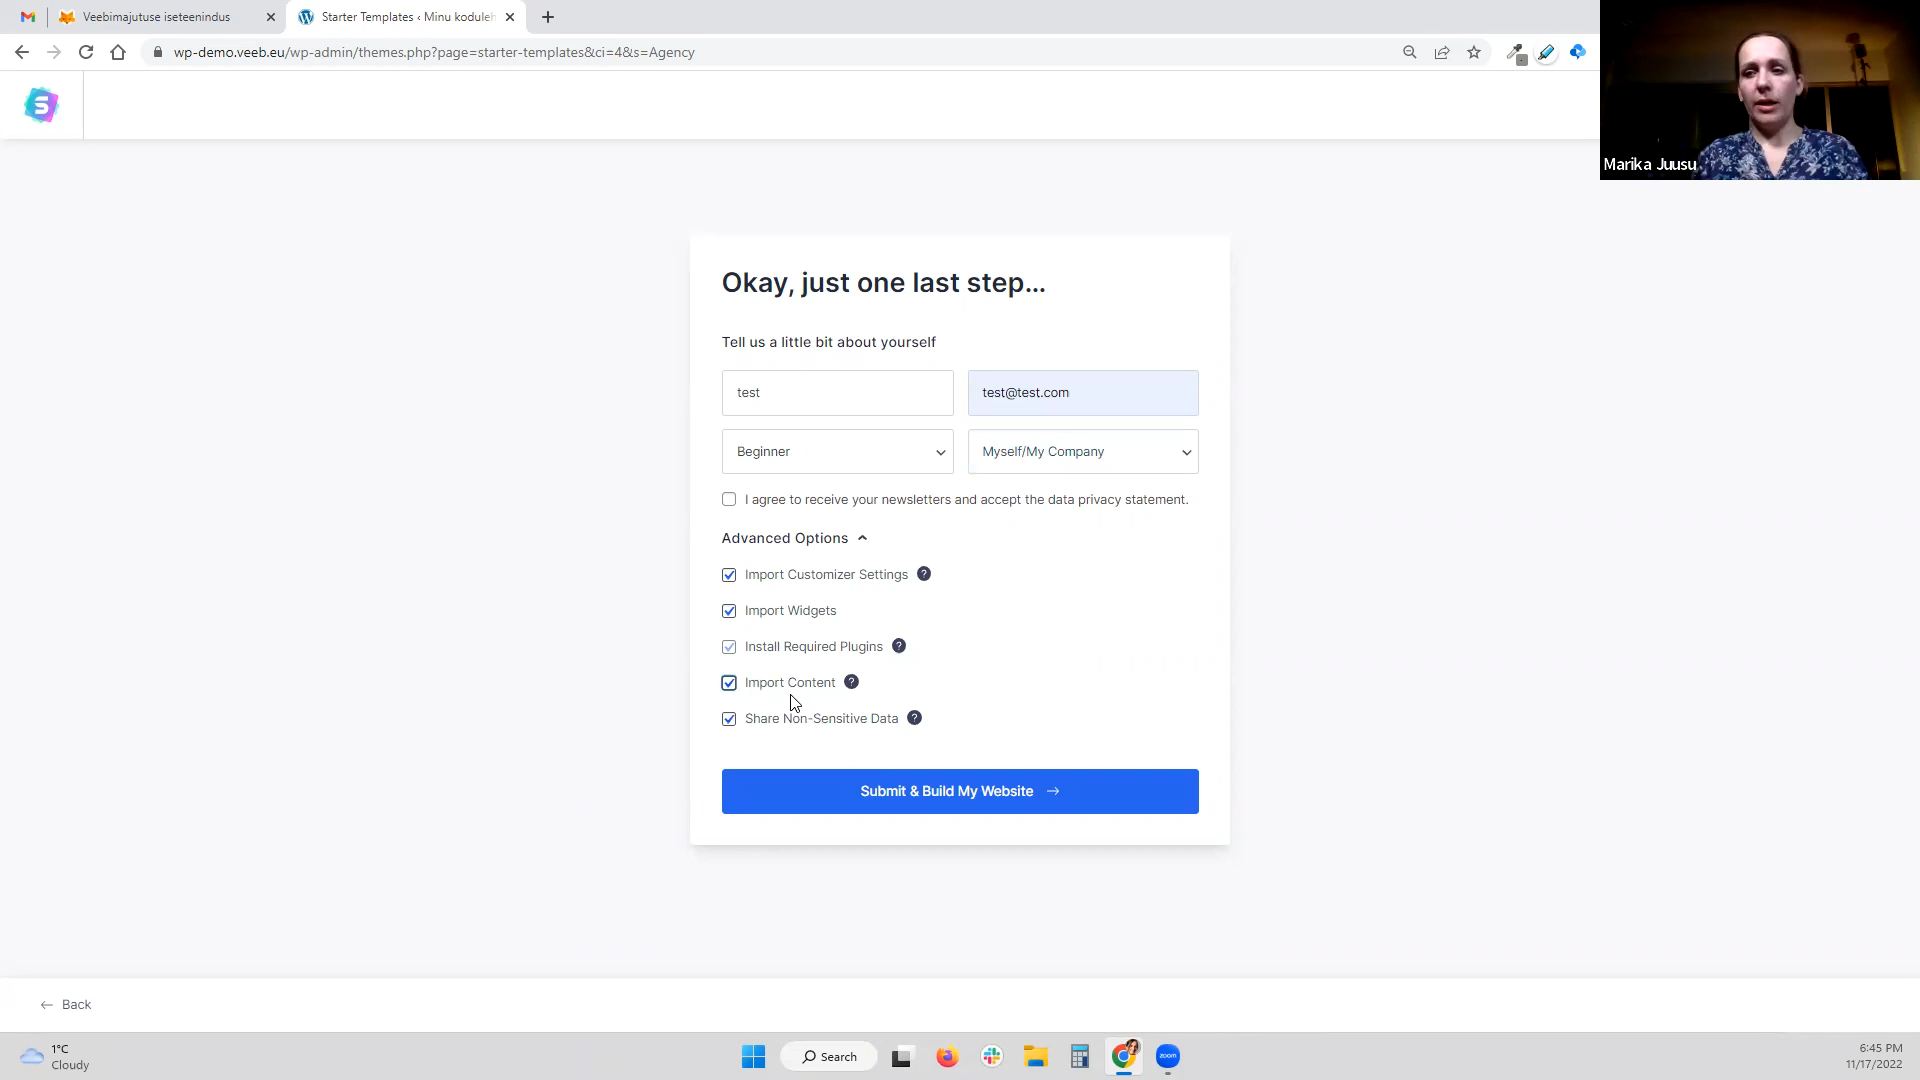 Veebimajutuse iseteenindus
Starter Templates ‹ Minu koduleh
wp-demo.veeb.eu/wp-admin/themes.php?page=starter-templates&ci=4&s=Agency
S
Marika Juusu
Okay, just one last step...
Tell us a little bit about yourself
test
test@test.com
Beginner
Myself/My Company
I agree to receive your newsletters and accept the data privacy statement.
Advanced Options
Import Customizer Settings ?
Import Widgets
Install Required Plugins ?
Import Content ?
Share Non-Sensitive Data ?
Submit & Build My Website →
← Back
1°C
Cloudy
Search
zoom
6:45 PM
11/17/2022